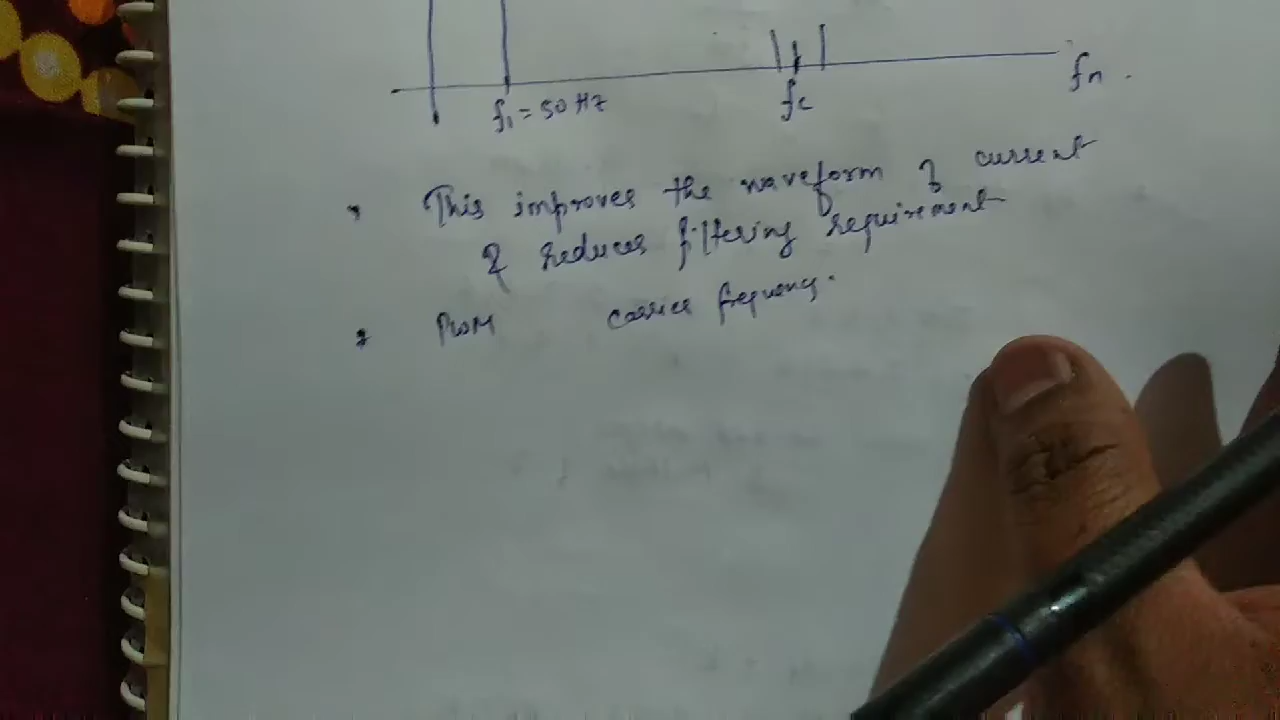 f1 = 50 Hz
fc
fn .
• This improves the waveform of current
& reduces filtering requirement
• PWM carrier frequency.